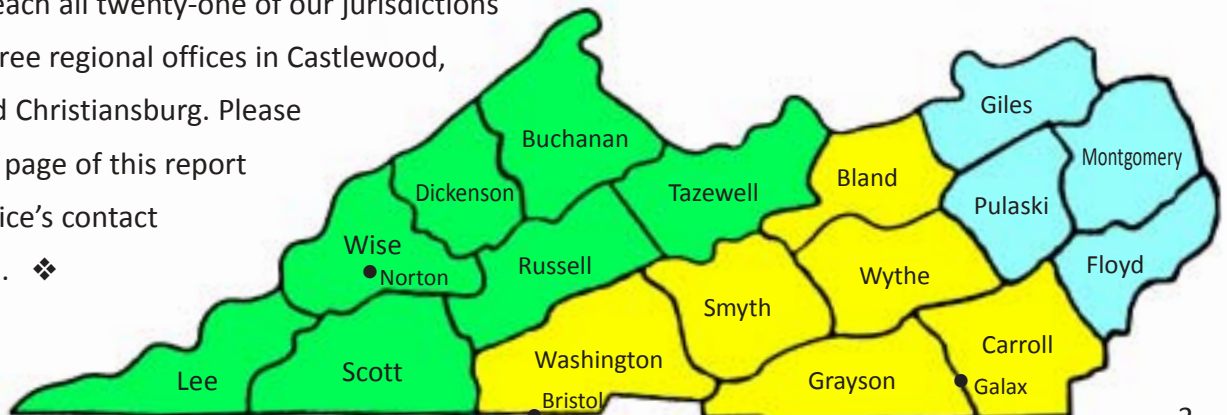 each all twenty-one of our jurisdictions
ree regional offices in Castlewood,
d Christiansburg. Please
page of this report
ice's contact
. ❖
Giles
Buchanan
Montgomery
Dickenson
Tazewell
Bland
Pulaski
Wise
Norton
Russell
Wythe
Floyd
Smyth
Washington
Carroll
Lee
Scott
Grayson
Galax
Bristol